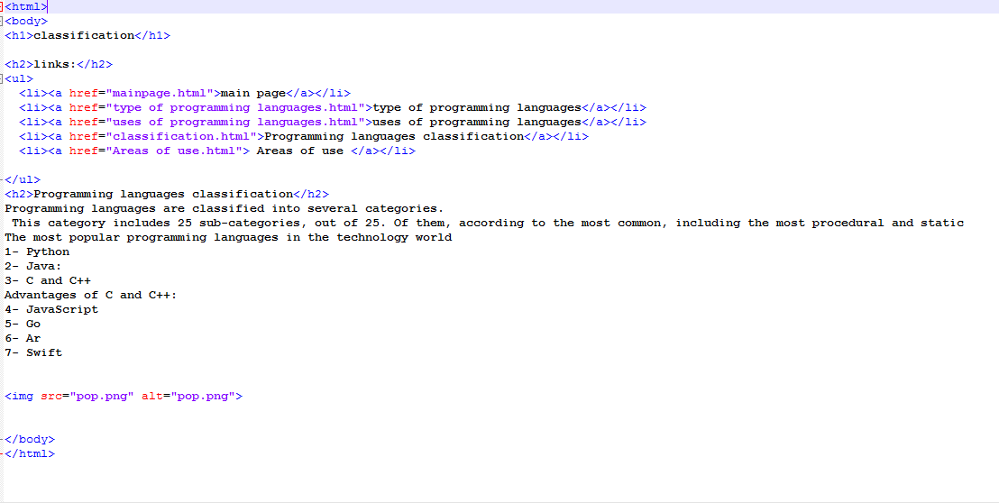 <html>
<body>
<h1>classification</h1>
<h2>links:</h2>
<ul>
<li><a href="mainpage.html">main page</a></li>
<li><a href="type of programming languages.html">type of programming languages</a></li>
<li><a href="uses of programming languages.html">uses of programming languages</a></li>
<li><a href="classification.html">Programming languages classification</a></li>
<li><a href="Areas of use.html"> Areas of use </a></li>
</ul>
<h2>Programming languages classification</h2>
Programming languages are classified into several categories.
This category includes 25 sub-categories, out of 25. Of them, according to the most common, including the most procedural and static
The most popular programming languages in the technology world
1- Python
2- Java:
3- C and C++
Advantages of C and C++:
4- JavaScript
5- Go
6- Ar
7- Swift
<img src="pop.png" alt="pop.png">
</body>
</html>